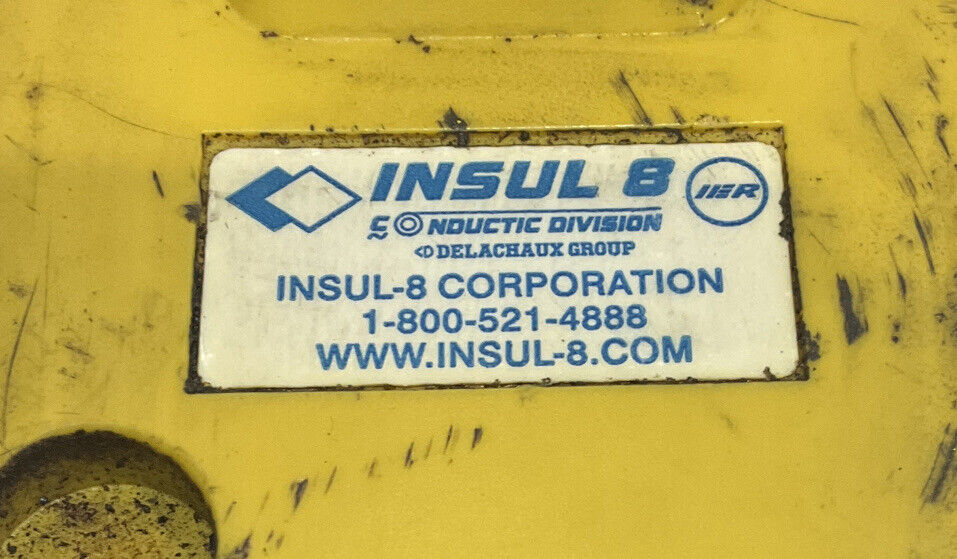 INSUL 8
IER
CONDUCTIC DIVISION
DELACHAUX GROUP
INSUL-8 CORPORATION
1-800-521-4888
WWW.INSUL-8.COM